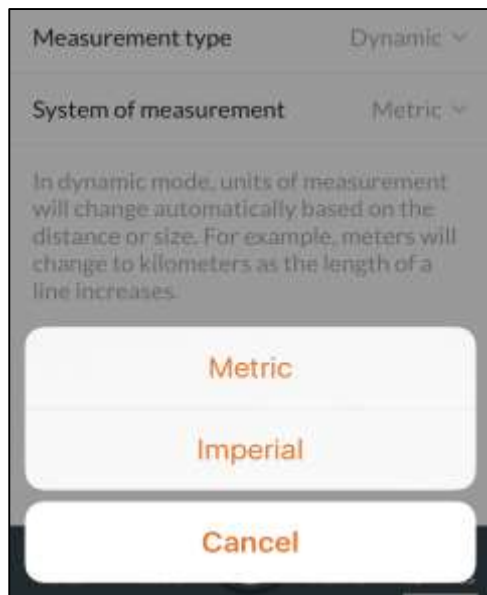 Measurement type Dynamic
System of measurement Metric
In dynamic mode, units of measurement
will change automatically based on the
distance or size. For example, meters will
change to kilometers as the length of a
line increases.
Metric
Imperial
Cancel